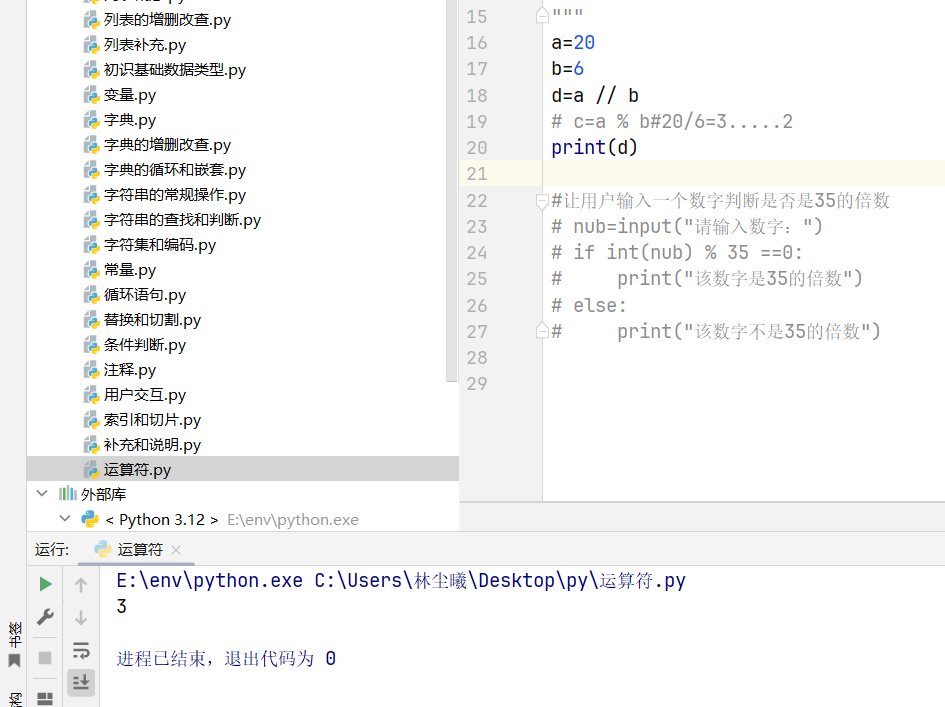 列表的增删改查.py
列表补充.py
初识基础数据类型.py
变量.py
字典.py
字典的增删改查.py
字典的循环和嵌套.py
字符串的常规操作.py
字符串的查找和判断.py
字符集和编码.py
常量.py
循环语句.py
替换和切割.py
条件判断.py
注释.py
用户交互.py
索引和切片.py
补充和说明.py
运算符.py
外部库
< Python 3.12 > E:\env\python.exe
15 """
16 a=20
17 b=6
18 d=a // b
19 # c=a % b#20/6=3.....2
20 print(d)
21
22 #让用户输入一个数字判断是否是35的倍数
23 # nub=input("请输入数字：")
24 # if int(nub) % 35 ==0:
25 #     print("该数字是35的倍数")
26 # else:
27 #     print("该数字不是35的倍数")
28
29
运行: 运算符
E:\env\python.exe C:\Users\林尘曦\Desktop\py\运算符.py
3
进程已结束，退出代码为 0
书签